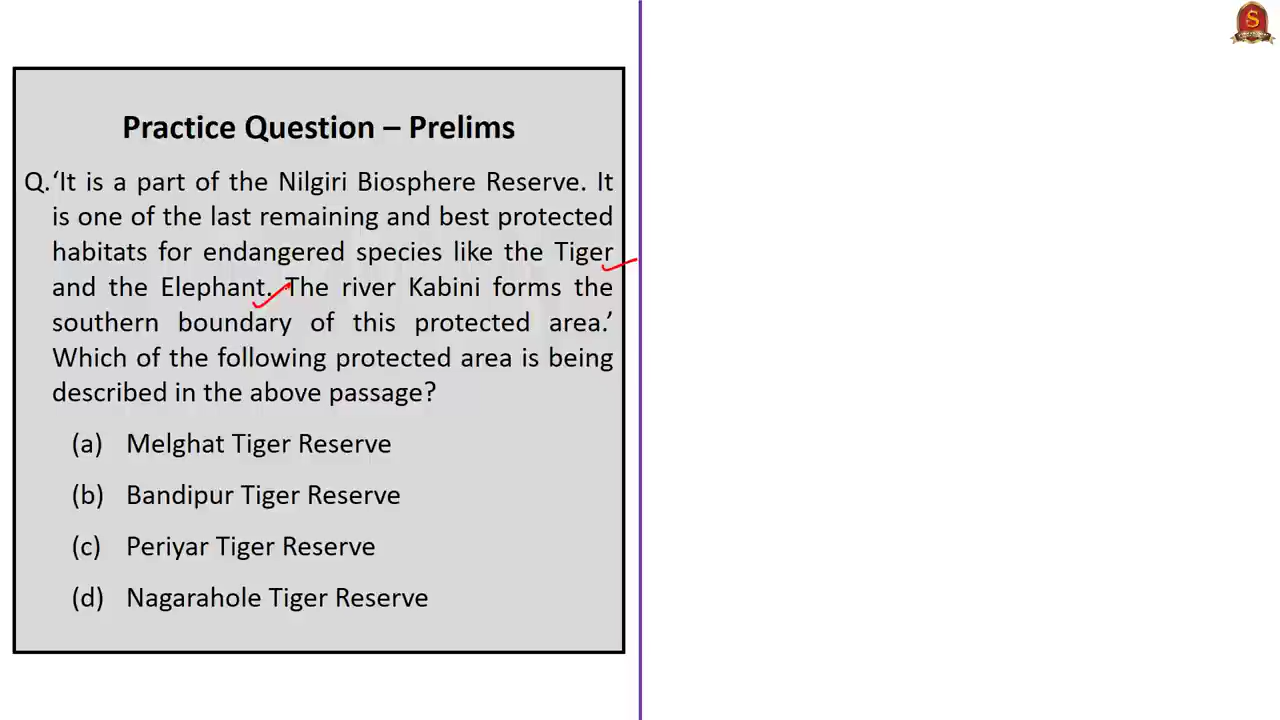 S
Practice Question – Prelims
Q.‘It is a part of the Nilgiri Biosphere Reserve. It
is one of the last remaining and best protected
habitats for endangered species like the Tiger
and the Elephant. The river Kabini forms the
southern boundary of this protected area.’
Which of the following protected area is being
described in the above passage?
(a) Melghat Tiger Reserve
(b) Bandipur Tiger Reserve
(c) Periyar Tiger Reserve
(d) Nagarahole Tiger Reserve